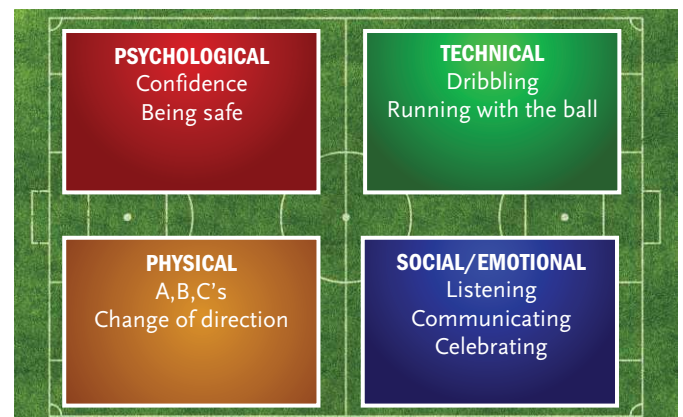 PSYCHOLOGICAL
Confidence
Being safe
TECHNICAL
Dribbling
Running with the ball
PHYSICAL
A,B,C's
Change of direction
SOCIAL/EMOTIONAL
Listening
Communicating
Celebrating